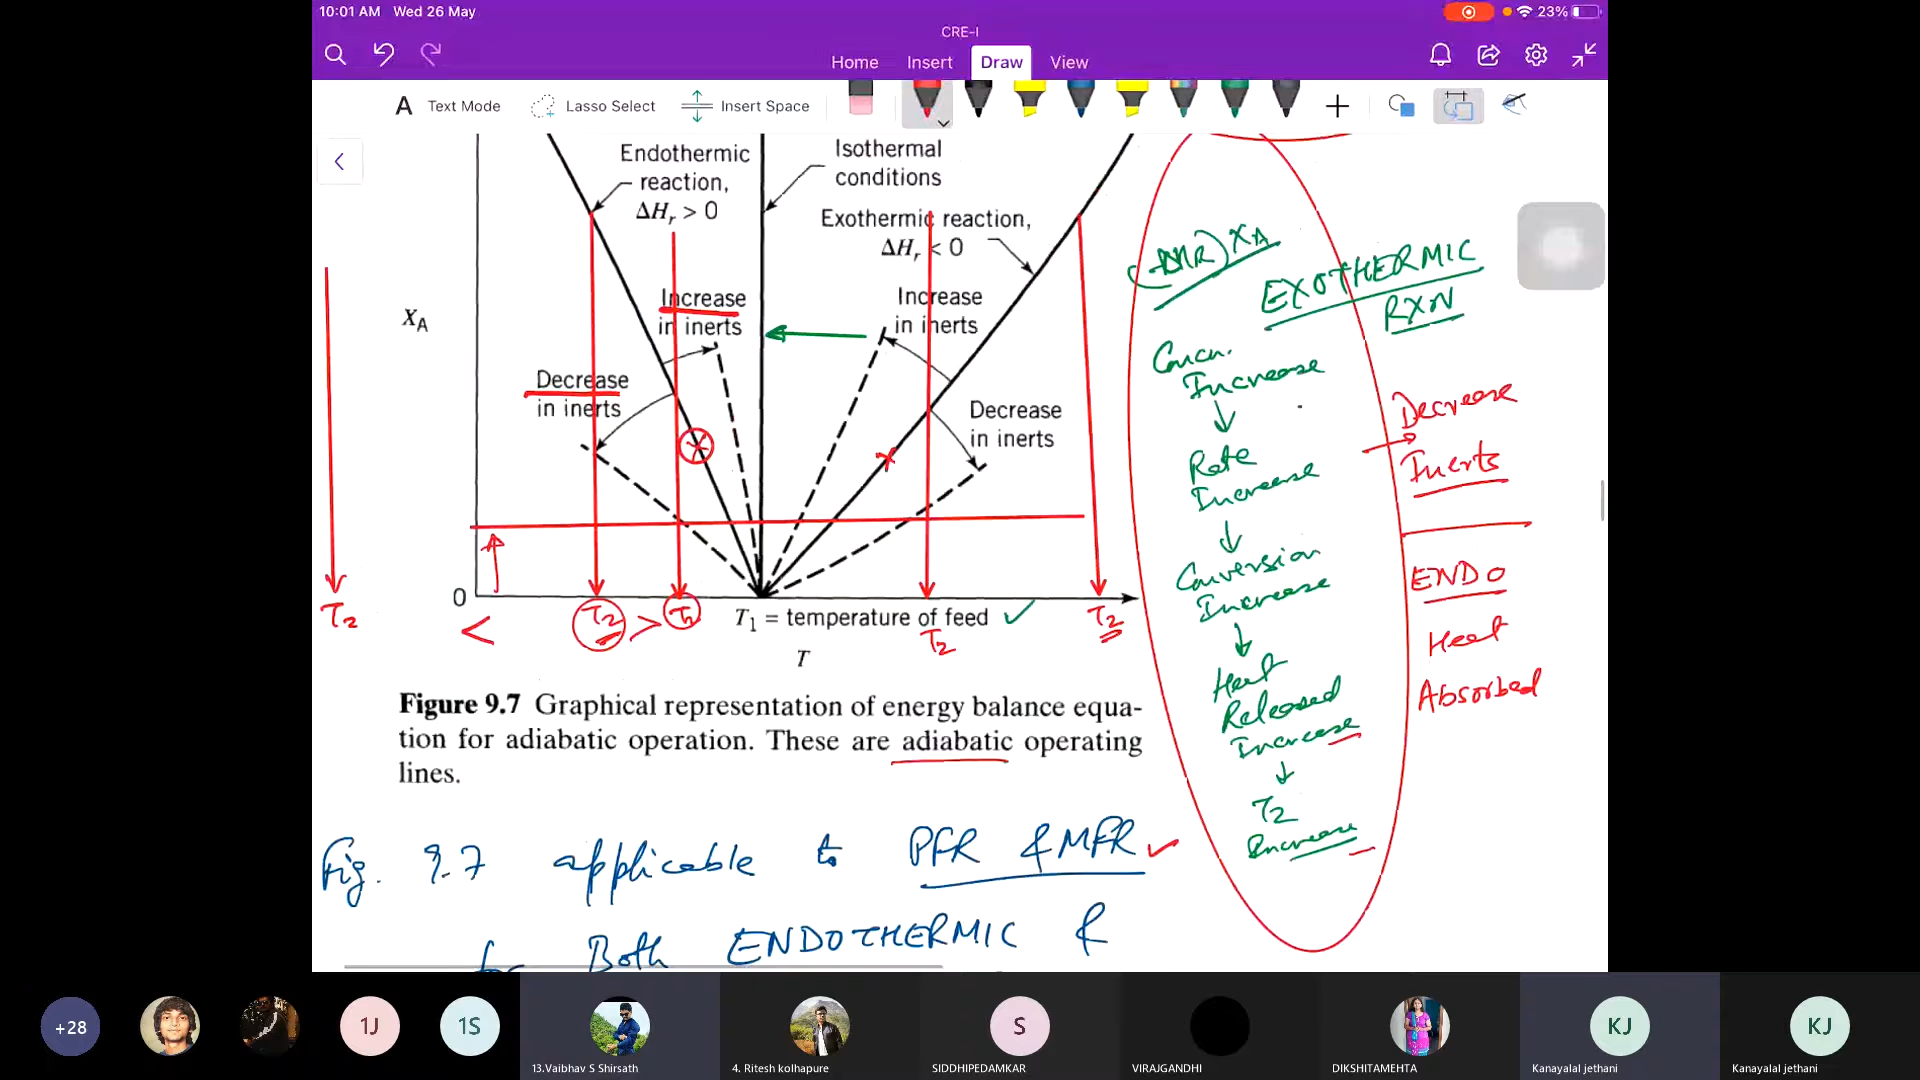 10:01 AM Wed 26 May
23%
CRE-I
Home Insert Draw View
A Text Mode Lasso Select Insert Space
Endothermic
reaction,
ΔHr > 0
Isothermal
conditions
Exothermic reaction,
ΔHr < 0
XA
Increase
in inerts
Increase
in inerts
Decrease
in inerts
Decrease
in inerts
0
T1 = temperature of feed ✓
T
T2
<
T2
>
T2
T2
Figure 9.7 Graphical representation of energy balance equa-
tion for adiabatic operation. These are adiabatic operating
lines.
Fig. 9.7 applicable to PFR & MFR ✓
for Both ENDOTHERMIC &
(-ΔHR) XA
EXOTHERMIC
RXN
Concn.
Increase
↓
Rate
Increase
↓
Conversion
Increase
↓
Heat
Released
Increase
↓
T2
Increase
Decrease
Inerts
ENDO
Heat
Absorbed
+28
1J
1S
S
KJ
KJ
13.Vaibhav S Shirsath
4. Ritesh kolhapure
SIDDHIPEDAMKAR
VIRAJGANDHI
DIKSHITAMEHTA
Kanayalal jethani
Kanayalal jethani